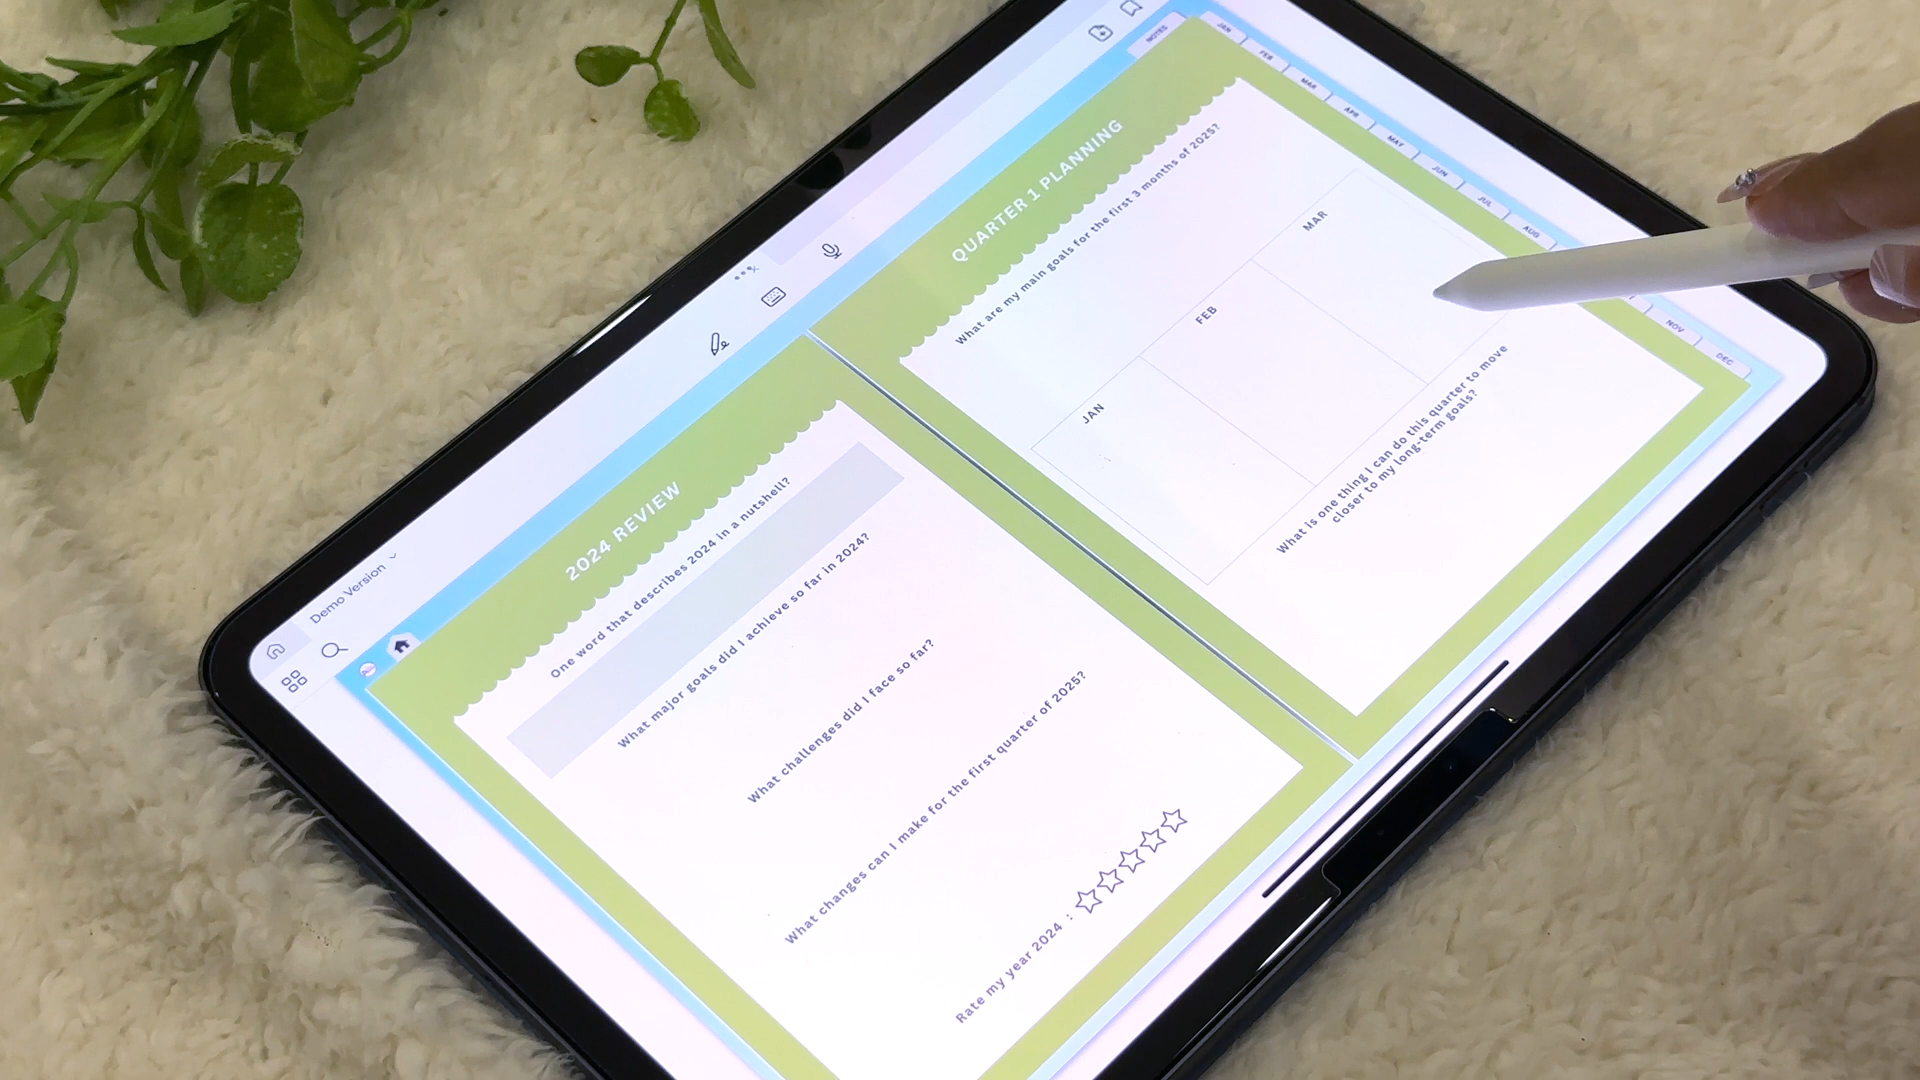 Demo Version
2024 REVIEW
One word that describes 2024 in a nutshell?
What major goals did I achieve so far in 2024?
What challenges did I face so far?
What changes can I make for the first quarter of 2025?
Rate my year 2024 :
QUARTER 1 PLANNING
What are my main goals for the first 3 months of 2025?
JAN
FEB
MAR
What is one thing I can do this quarter to move
closer to my long-term goals?
NOTES
JAN
FEB
MAR
APR
MAY
JUN
JUL
AUG
NOV
DEC